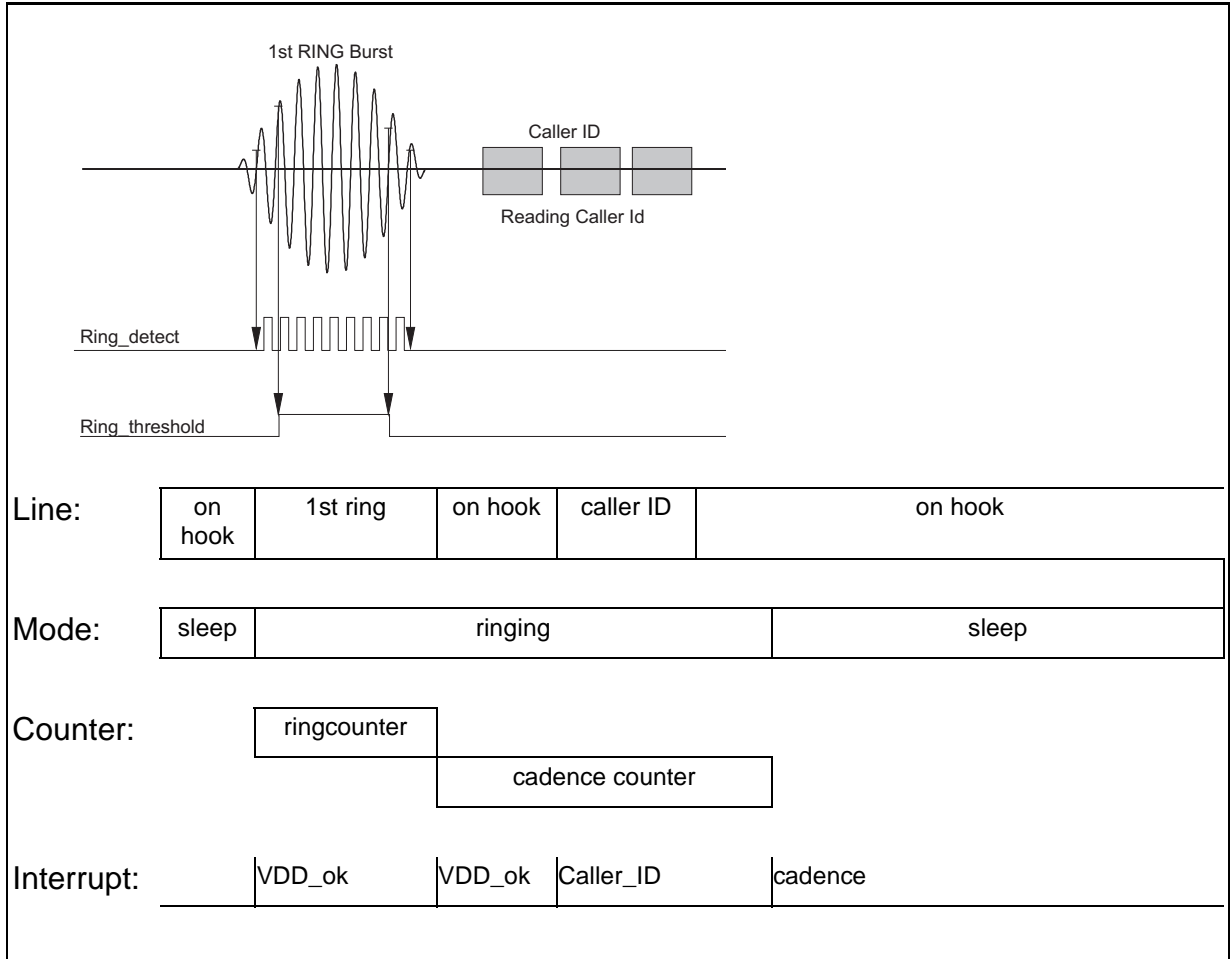 1st RING Burst
Caller ID
Reading Caller Id
Ring_detect
Ring_threshold
Line:
on
hook
1st ring
on hook
caller ID
on hook
Mode:
sleep
ringing
sleep
Counter:
ringcounter
cadence counter
Interrupt:
VDD_ok
VDD_ok
Caller_ID
cadence